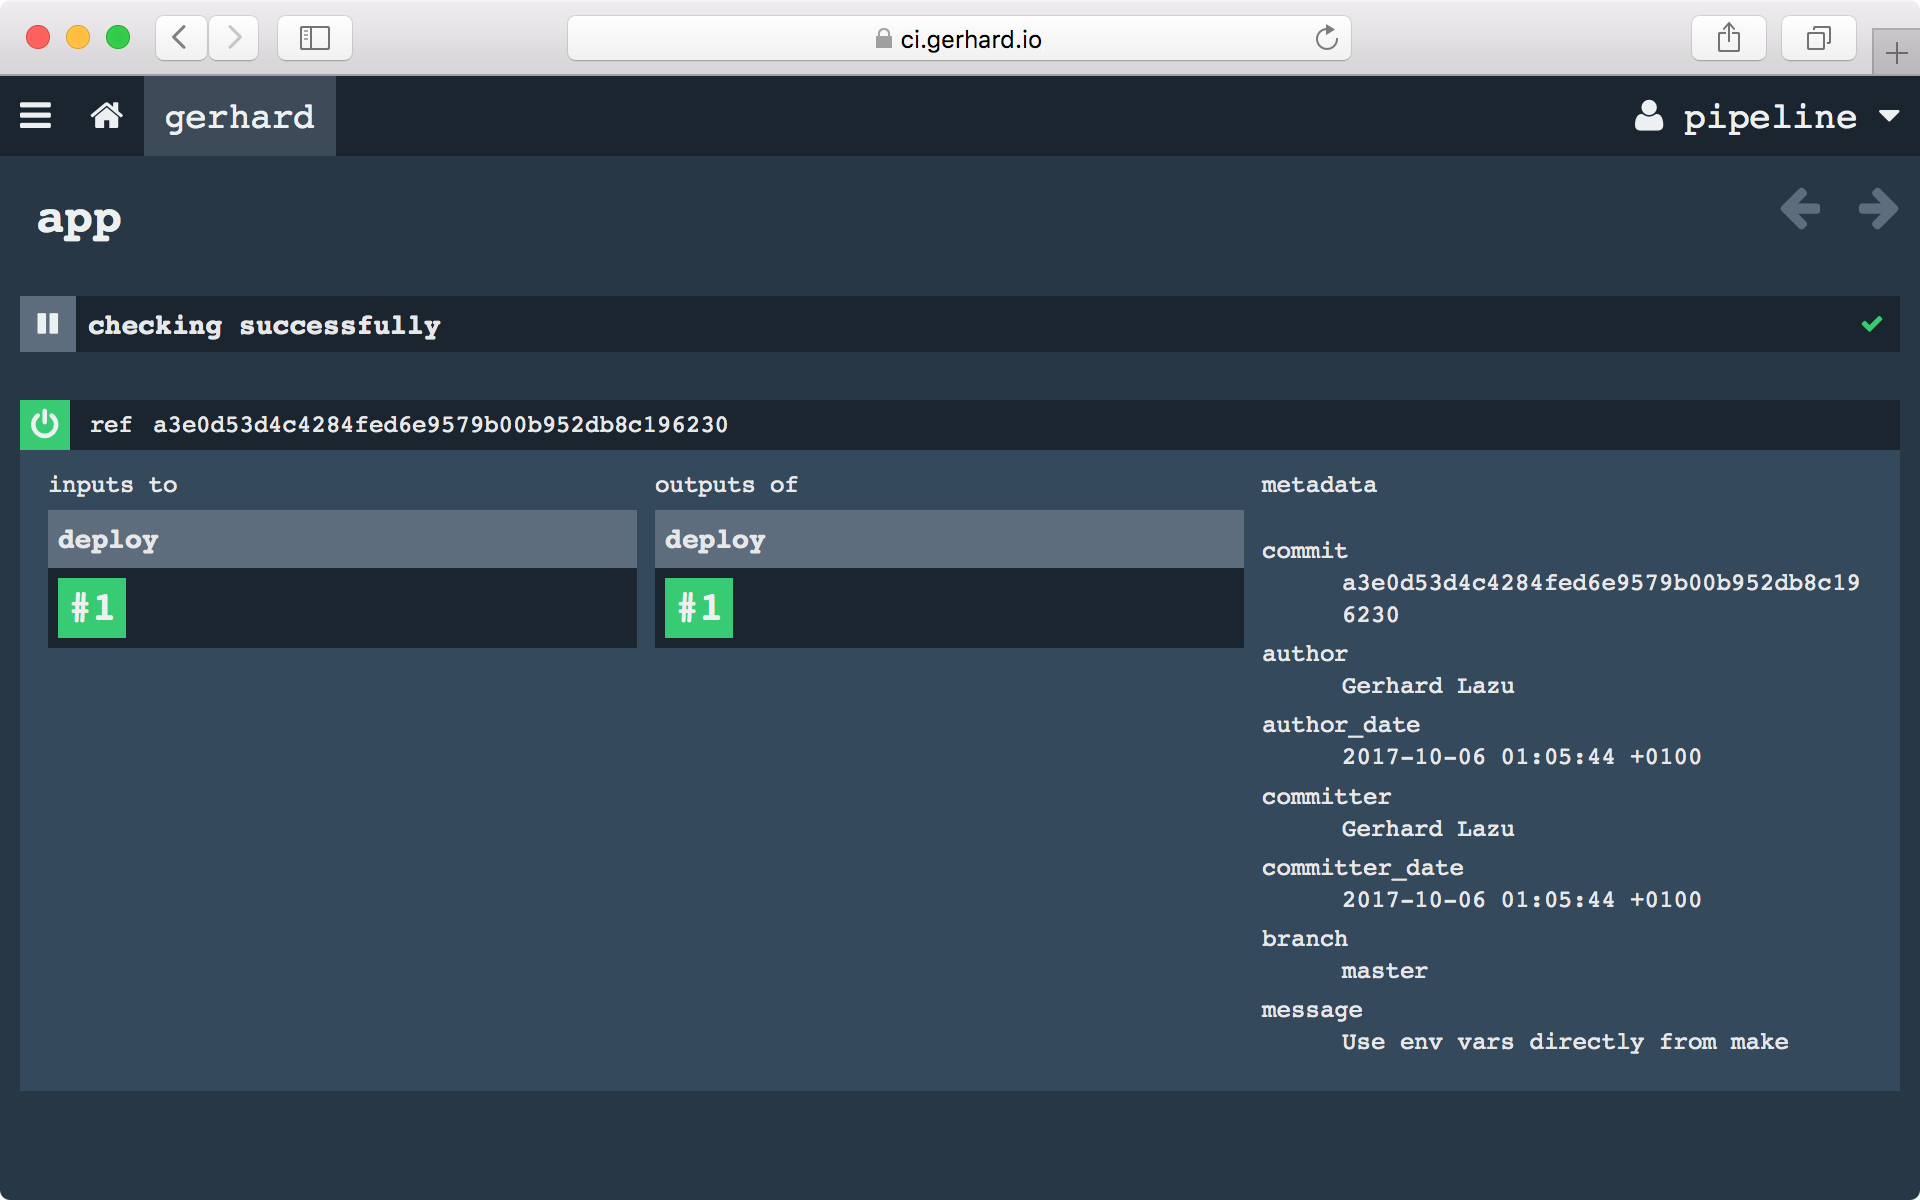 ci.gerhard.io
gerhard
pipeline
app
checking successfully
ref a3e0d53d4c4284fed6e9579b00b952db8c196230
inputs to
deploy
#1
outputs of
deploy
#1
metadata
commit
a3e0d53d4c4284fed6e9579b00b952db8c19
6230
author
Gerhard Lazu
author_date
2017-10-06 01:05:44 +0100
committer
Gerhard Lazu
committer_date
2017-10-06 01:05:44 +0100
branch
master
message
Use env vars directly from make